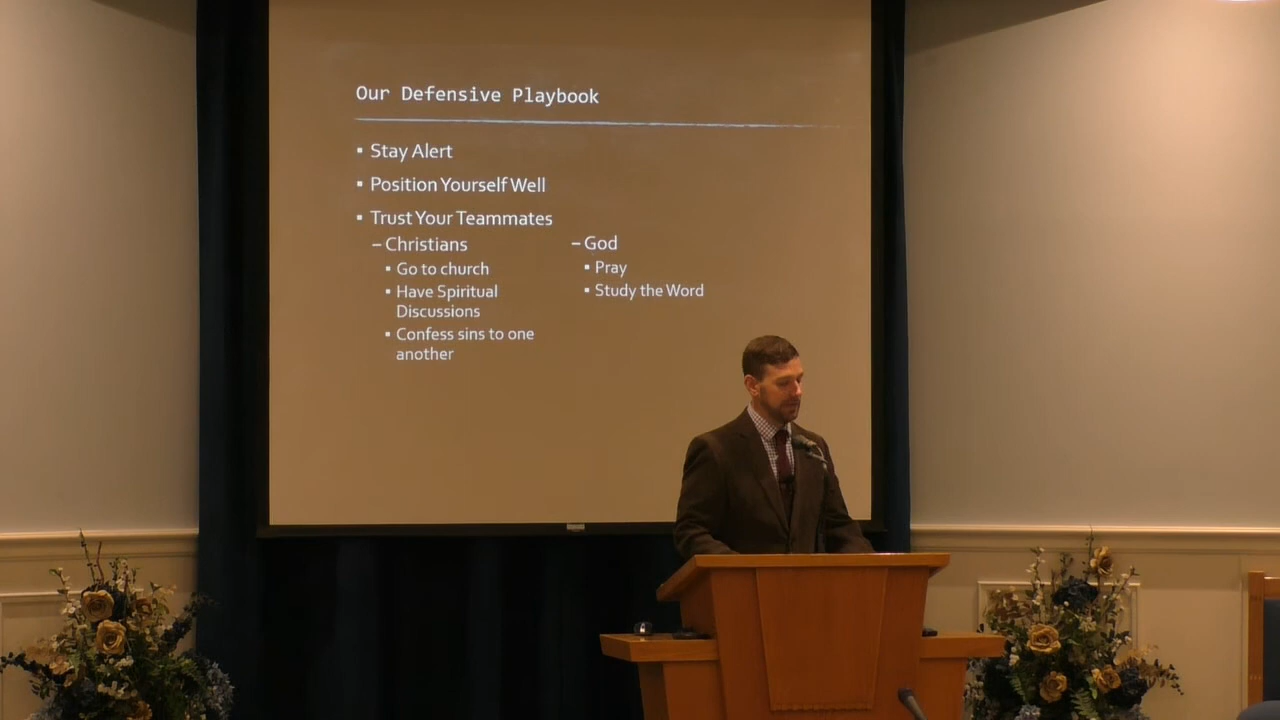 Our Defensive Playbook
▪ Stay Alert
▪ Position Yourself Well
▪ Trust Your Teammates
– Christians
▪ Go to church
▪ Have Spiritual
Discussions
▪ Confess sins to one
another
– God
▪ Pray
▪ Study the Word